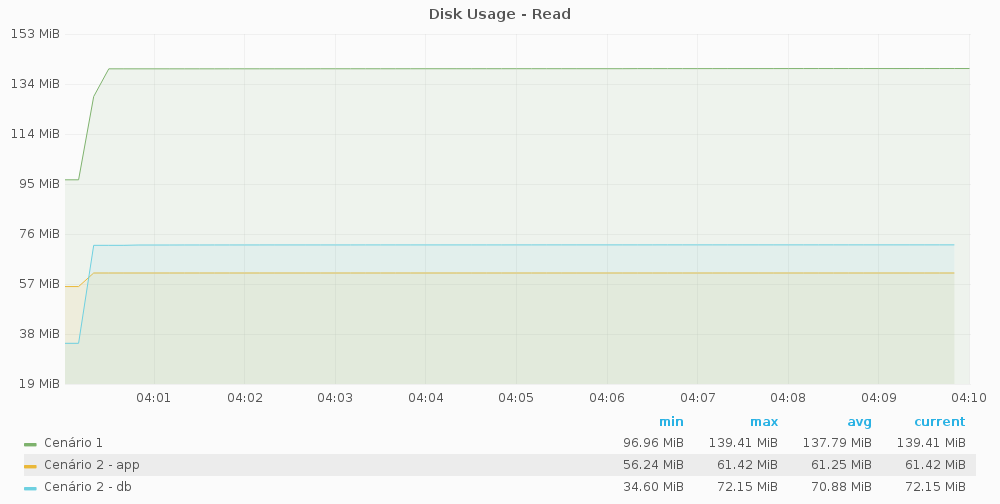 Disk Usage - Read
153 MiB
134 MiB
114 MiB
95 MiB
76 MiB
57 MiB
38 MiB
19 MiB
04:01 04:02 04:03 04:04 04:05 04:06 04:07 04:08 04:09 04:10
min max avg current
Cenário 1 96.96 MiB 139.41 MiB 137.79 MiB 139.41 MiB
Cenário 2 - app 56.24 MiB 61.42 MiB 61.25 MiB 61.42 MiB
Cenário 2 - db 34.60 MiB 72.15 MiB 70.88 MiB 72.15 MiB